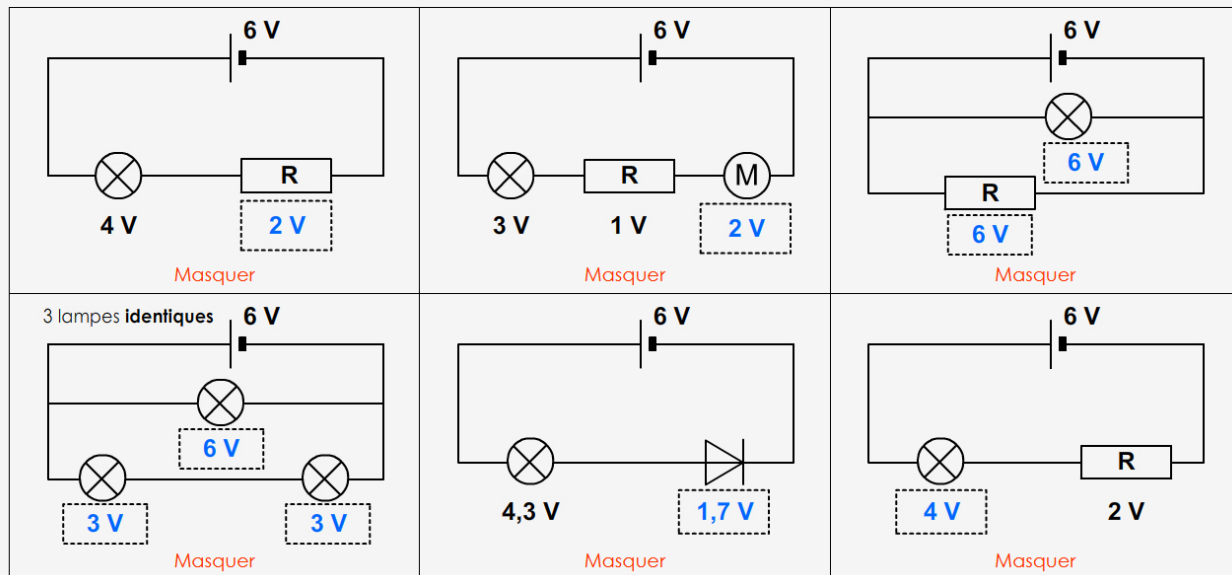 6 V
R
4 V
2 V
Masquer
6 V
R
M
3 V
1 V
2 V
Masquer
6 V
6 V
R
6 V
Masquer
3 lampes identiques
6 V
6 V
3 V
3 V
Masquer
6 V
4,3 V
1,7 V
Masquer
6 V
R
4 V
2 V
Masquer